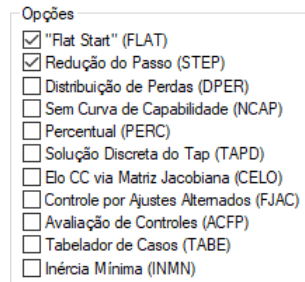 Opções
"Flat Start" (FLAT)
Redução do Passo (STEP)
Distribuição de Perdas (DPER)
Sem Curva de Capabilidade (NCAP)
Percentual (PERC)
Solução Discreta do Tap (TAPD)
Elo CC via Matriz Jacobiana (CELO)
Controle por Ajustes Alternados (FJAC)
Avaliação de Controles (ACFP)
Tabelador de Casos (TABE)
Inércia Mínima (INMN)